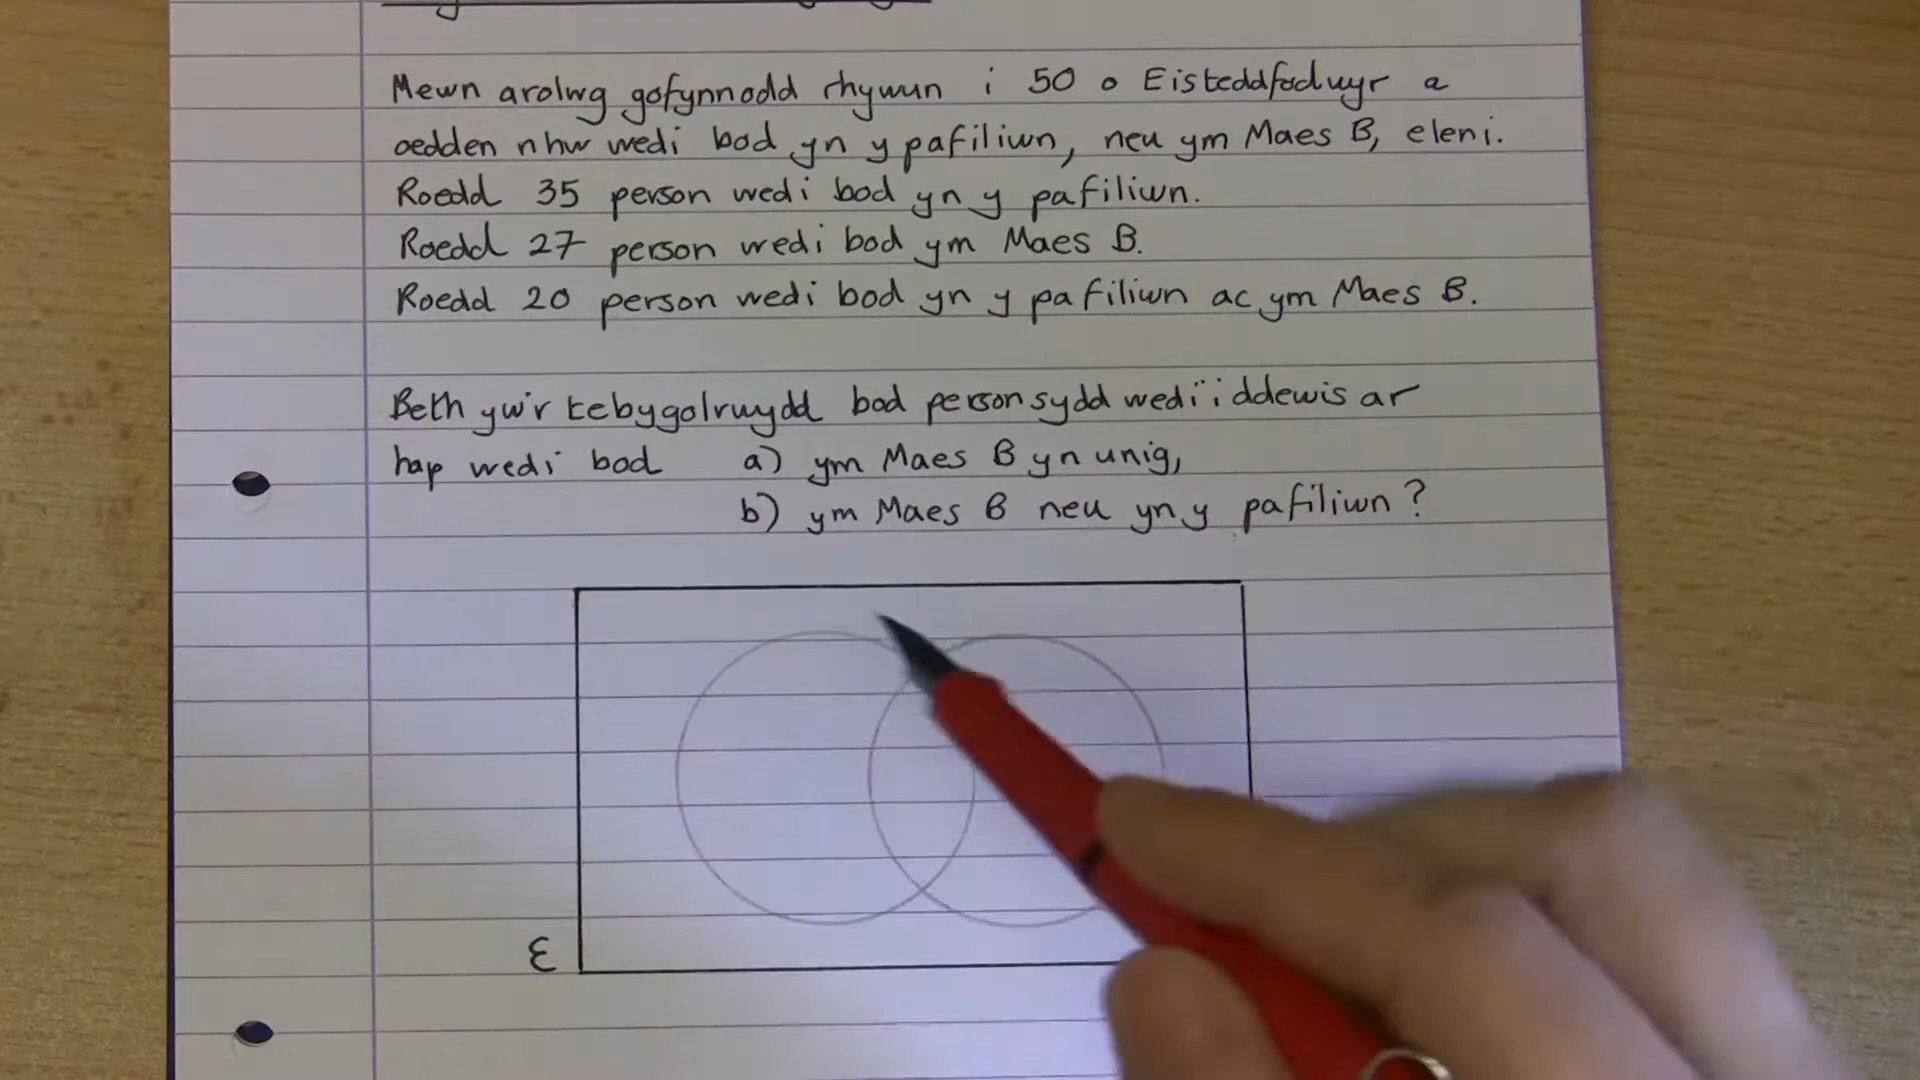 Mewn arolwg gofynnodd rhywun i 50 o Eisteddfodwyr a
oedden nhw wedi bod yn y pafiliwn, neu ym Maes B, eleni.
Roedd 35 person wedi bod yn y pafiliwn.
Roedd 27 person wedi bod ym Maes B.
Roedd 20 person wedi bod yn y pafiliwn ac ym Maes B.
Beth yw'r tebygolrwydd bod person sydd wedi'i ddewis ar
hap wedi bod a) ym Maes B yn unig,
b) ym Maes B neu yn y pafiliwn?
ε